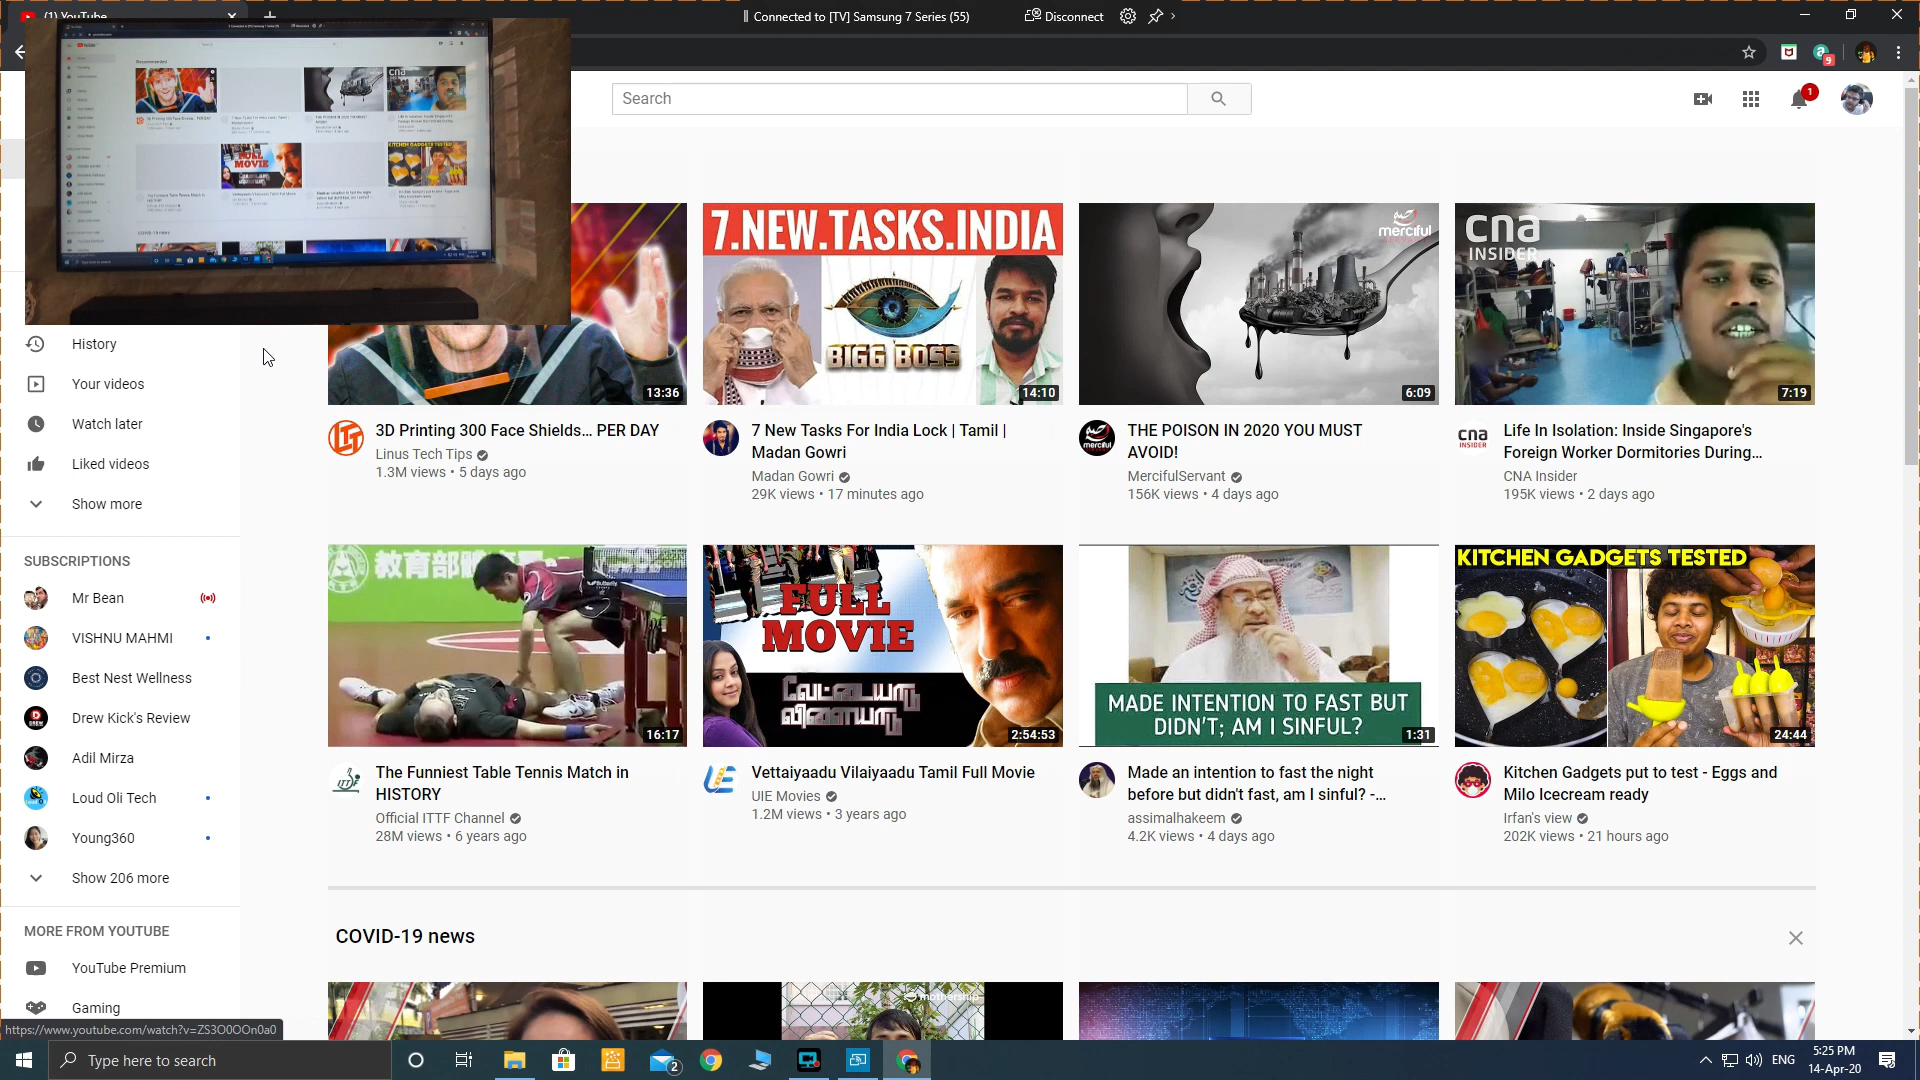 (1) YouTube
Connected to [TV] Samsung 7 Series (55)
Disconnect
9
Search
1
7.NEW.TASKS.INDIA
BIGG BOSS
merciful
cna
INSIDER
13:36
14:10
6:09
7:19
History
Your videos
Watch later
Liked videos
Show more
3D Printing 300 Face Shields... PER DAY
Linus Tech Tips
1.3M views • 5 days ago
7 New Tasks For India Lock | Tamil |
Madan Gowri
Madan Gowri
29K views • 17 minutes ago
THE POISON IN 2020 YOU MUST
AVOID!
MercifulServant
156K views • 4 days ago
cna
INSIDER
Life In Isolation: Inside Singapore's
Foreign Worker Dormitories During...
CNA Insider
195K views • 2 days ago
SUBSCRIPTIONS
Mr Bean
VISHNU MAHMI
Best Nest Wellness
Drew Kick's Review
Adil Mirza
Loud Oli Tech
Young360
Show 206 more
教育部
16:17
FULL
MOVIE
வேட்டையாடு
விளையாடு
2:54:53
MADE INTENTION TO FAST BUT
DIDN'T; AM I SINFUL?
1:31
KITCHEN GADGETS TESTED
24:44
The Funniest Table Tennis Match in
HISTORY
Official ITTF Channel
28M views • 6 years ago
Vettaiyaadu Vilaiyaadu Tamil Full Movie
UIE Movies
1.2M views • 3 years ago
Made an intention to fast the night
before but didn't fast, am I sinful? -...
assimalhakeem
4.2K views • 4 days ago
Kitchen Gadgets put to test - Eggs and
Milo Icecream ready
Irfan's view
202K views • 21 hours ago
COVID-19 news
mothership
MORE FROM YOUTUBE
YouTube Premium
Gaming
https://www.youtube.com/watch?v=ZS3O0OOn0a0
Type here to search
2
ENG
5:25 PM
14-Apr-20